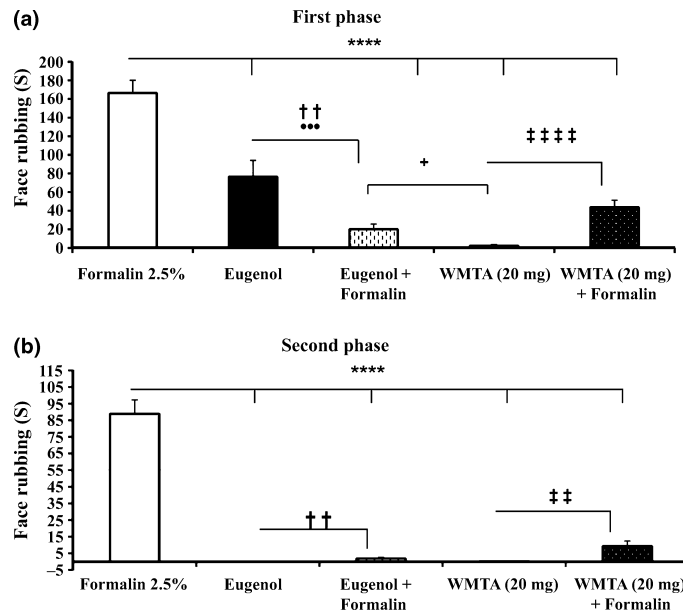 (a)
First phase
****
Face rubbing (S)
200
180
160
140
120
100
80
60
40
20
0
††
•••
+
‡‡‡‡
Formalin 2.5%
Eugenol
Eugenol +
Formalin
WMTA (20 mg)
WMTA (20 mg)
+ Formalin
(b)
Second phase
****
Face rubbing (S)
115
105
95
85
75
65
55
45
35
25
15
5
–5
††
‡‡
Formalin 2.5%
Eugenol
Eugenol +
Formalin
WMTA (20 mg)
WMTA (20 mg)
+ Formalin